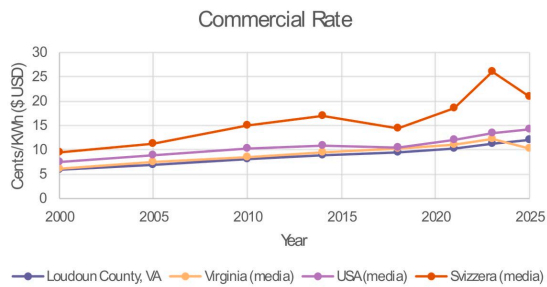 Commercial Rate
Cents/KWh($ USD)
30
25
20
15
10
5
0
2000 2005 2010 2015 2020 2025
Year
Loudoun County, VA Virginia (media) USA(media) Svizzera (media)